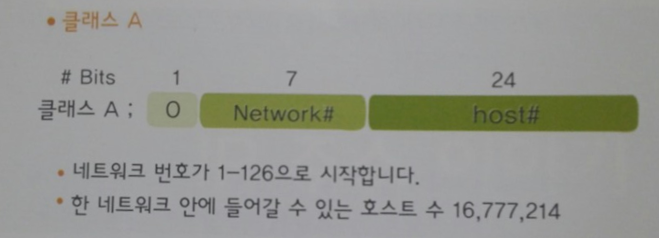 • 클래스 A
# Bits 1 7 24
클래스 A ; 0 Network# host#
• 네트워크 번호가 1-126으로 시작합니다.
• 한 네트워크 안에 들어갈 수 있는 호스트 수 16,777,214